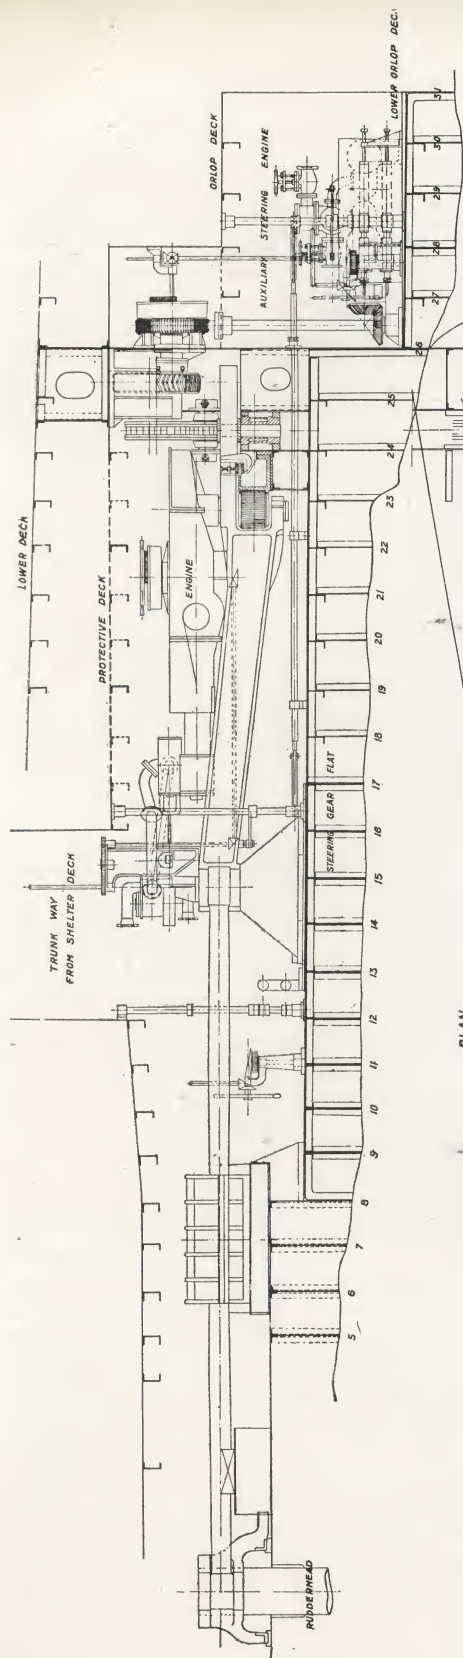 LOWER ORLOP DEC.
ORLOP DECK
AUXILIARY STEERING ENGINE
31
30
29
28
27
26
25
24
23
22
21
20
19
18
17
16
15
14
13
12
11
10
9
8
7
6
5
LOWER DECK
PROTECTIVE DECK
ENGINE
STEERING GEAR FLAT
TRUNK WAY
FROM SHELTER DECK
PLAN
RUDDERHEAD